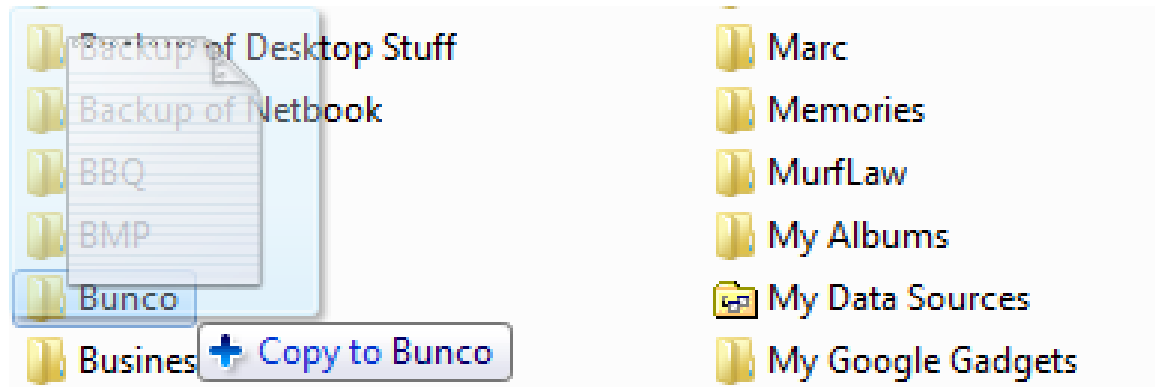 Backup of Desktop Stuff
Backup of Netbook
BBQ
BMP
Bunco
Busines
Copy to Bunco
Marc
Memories
MurfLaw
My Albums
My Data Sources
My Google Gadgets